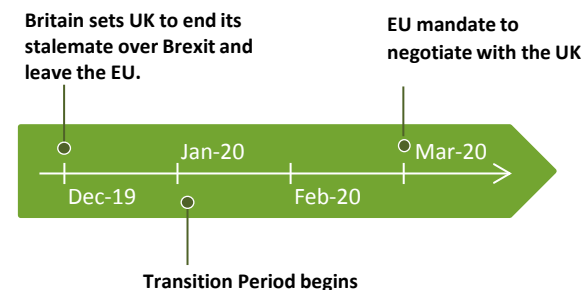 Britain sets UK to end its
stalemate over Brexit and
leave the EU.
EU mandate to
negotiate with the UK
Jan-20
Mar-20
Dec-19
Feb-20
Transition Period begins